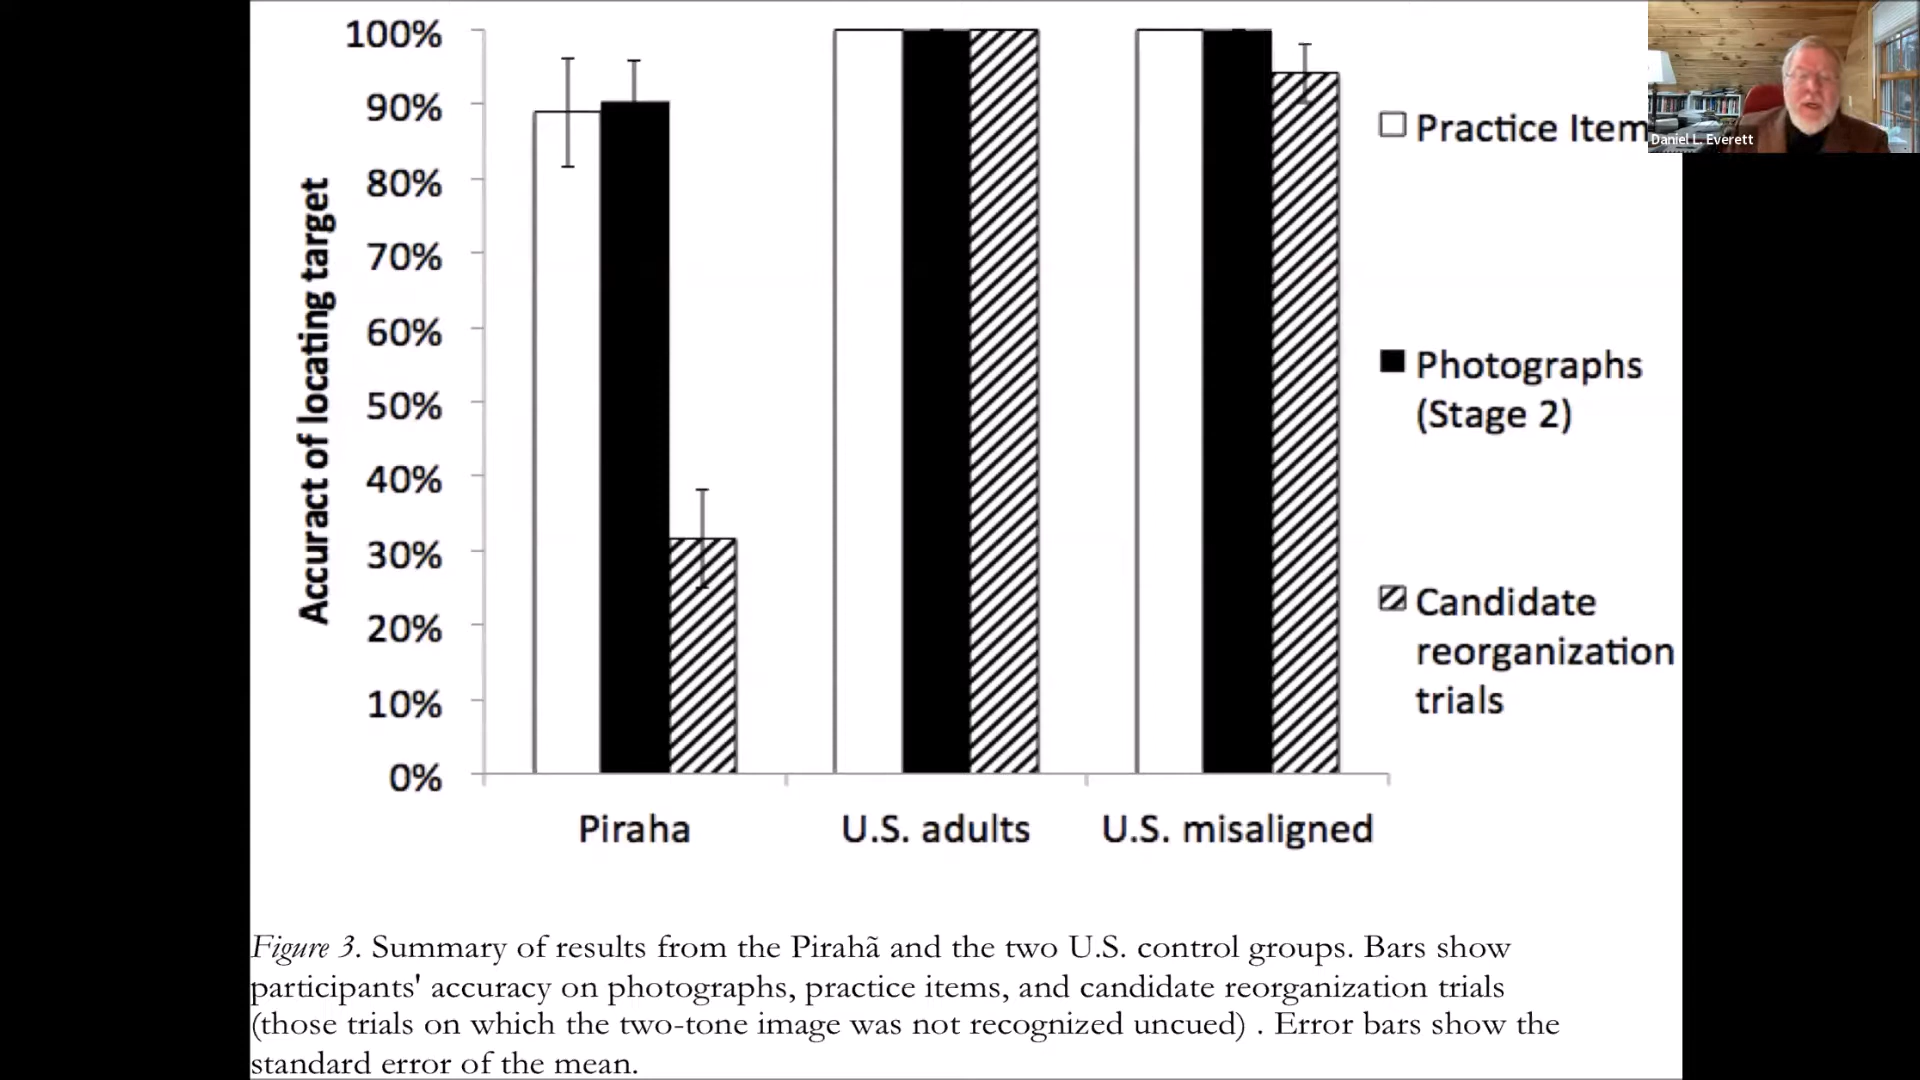 100%
90%
80%
70%
60%
50%
40%
30%
20%
10%
0%
Accuract of locating target
Piraha
U.S. adults
U.S. misaligned
Practice Item
Photographs
(Stage 2)
Candidate
reorganization
trials
Daniel L. Everett
Figure 3. Summary of results from the Pirahã and the two U.S. control groups. Bars show
participants' accuracy on photographs, practice items, and candidate reorganization trials
(those trials on which the two-tone image was not recognized uncued) . Error bars show the
standard error of the mean.